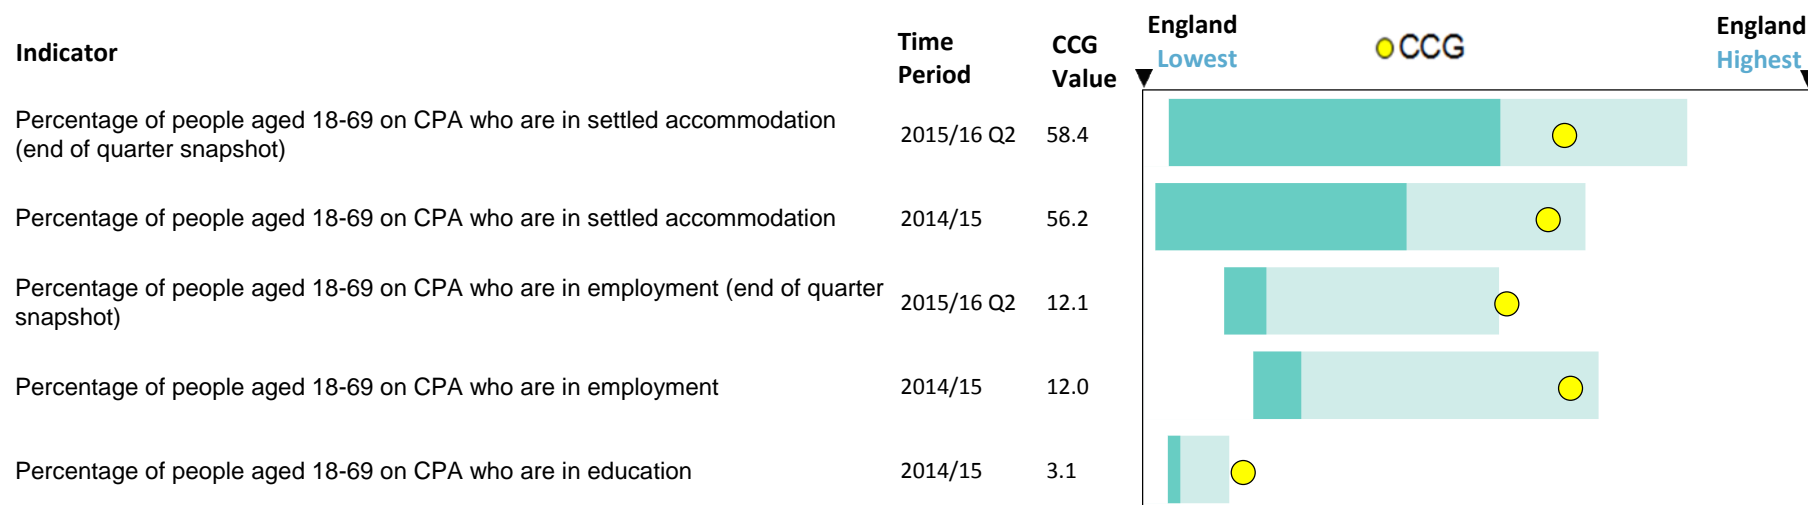 Indicator
Time
Period
CCG
Value
England
Lowest
CCG
England
Highest
Percentage of people aged 18-69 on CPA who are in settled accommodation
(end of quarter snapshot)
2015/16 Q2
58.4
Percentage of people aged 18-69 on CPA who are in settled accommodation
2014/15
56.2
Percentage of people aged 18-69 on CPA who are in employment (end of quarter
snapshot)
2015/16 Q2
12.1
Percentage of people aged 18-69 on CPA who are in employment
2014/15
12.0
Percentage of people aged 18-69 on CPA who are in education
2014/15
3.1